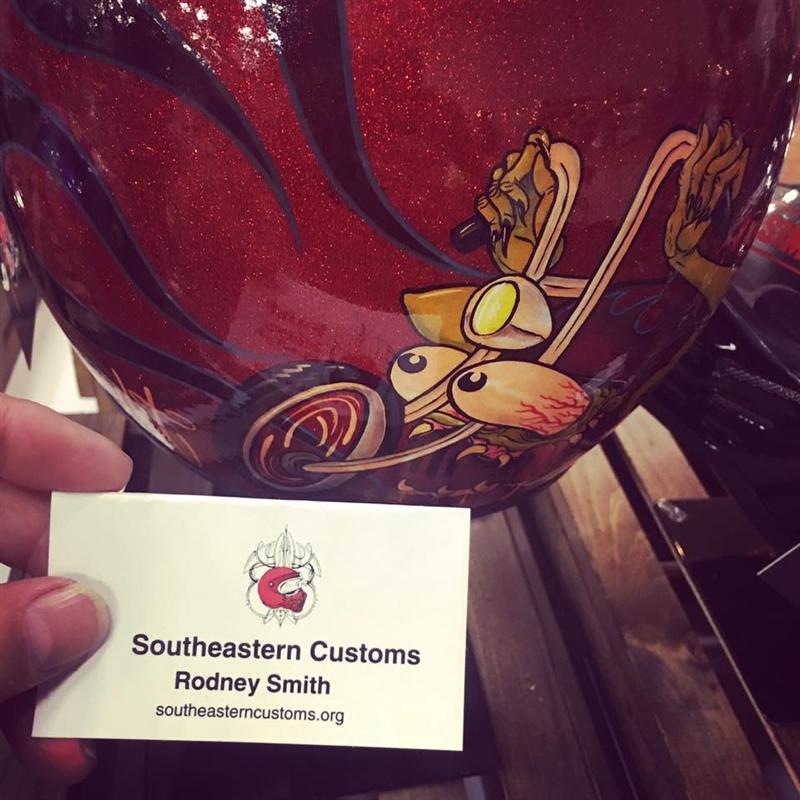 Southeastern Customs
Rodney Smith
southeasterncustoms.org